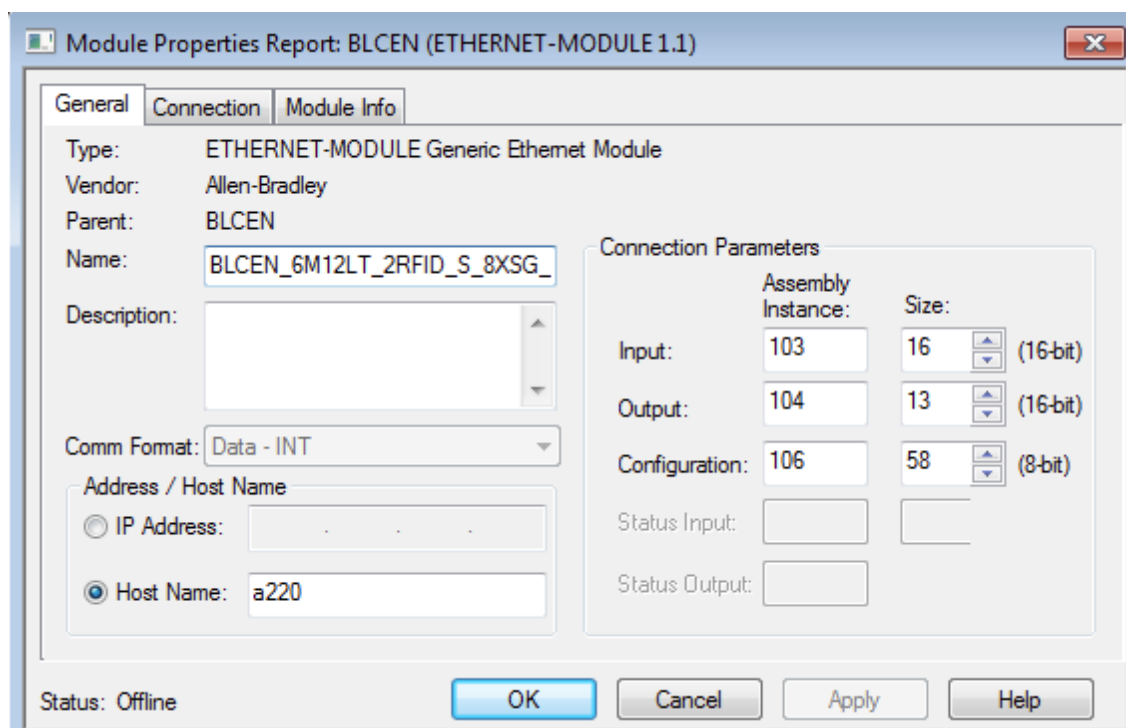 Module Properties Report: BLCEN (ETHERNET-MODULE 1.1)
General Connection Module Info
Type: ETHERNET-MODULE Generic Ethernet Module
Vendor: Allen-Bradley
Parent: BLCEN
Name: BLCEN_6M12LT_2RFID_S_8XSG_
Description:
Comm Format: Data - INT
Address / Host Name
IP Address: . . .
Host Name: a220
Connection Parameters
Assembly
Instance: Size:
Input: 103 16 (16-bit)
Output: 104 13 (16-bit)
Configuration: 106 58 (8-bit)
Status Input:
Status Output:
Status: Offline OK Cancel Apply Help